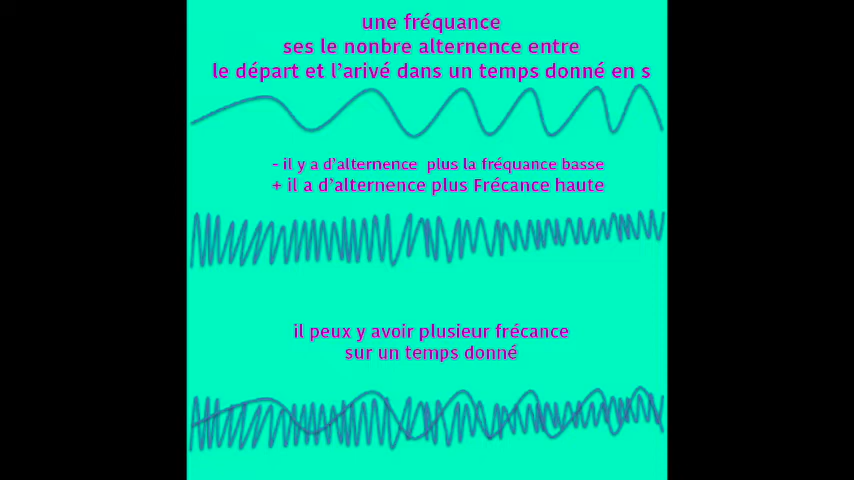 une fréquance
ses le nonbre alternence entre
le départ et l'arivé dans un temps donné en s
- il y a d'alternence plus la fréquance basse
+ il a d'alternence plus Frécance haute
il peux y avoir plusieur frécance
sur un temps donné